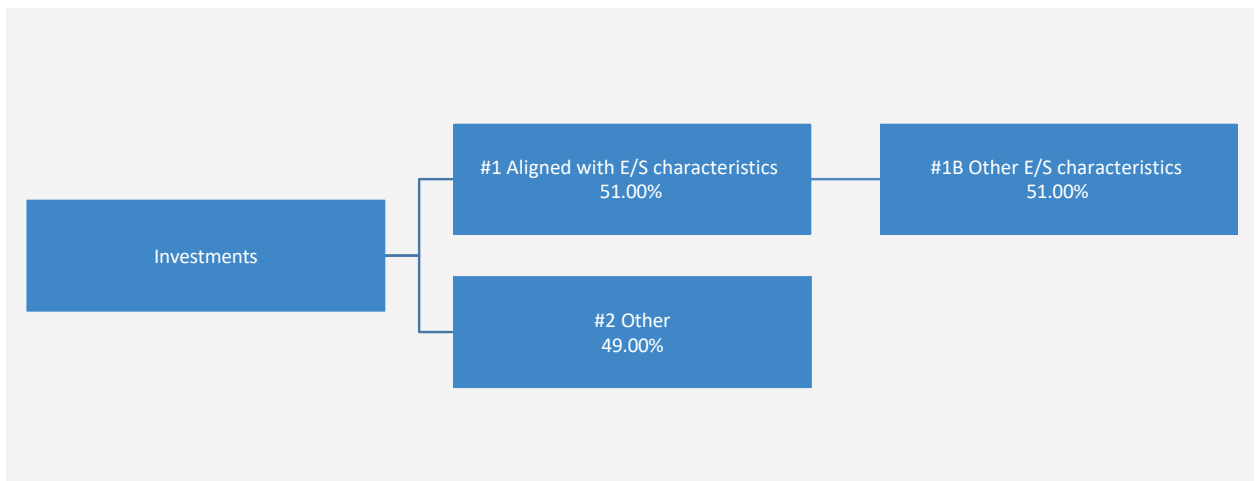 Investments
#1 Aligned with E/S characteristics
51.00%
#1B Other E/S characteristics
51.00%
#2 Other
49.00%